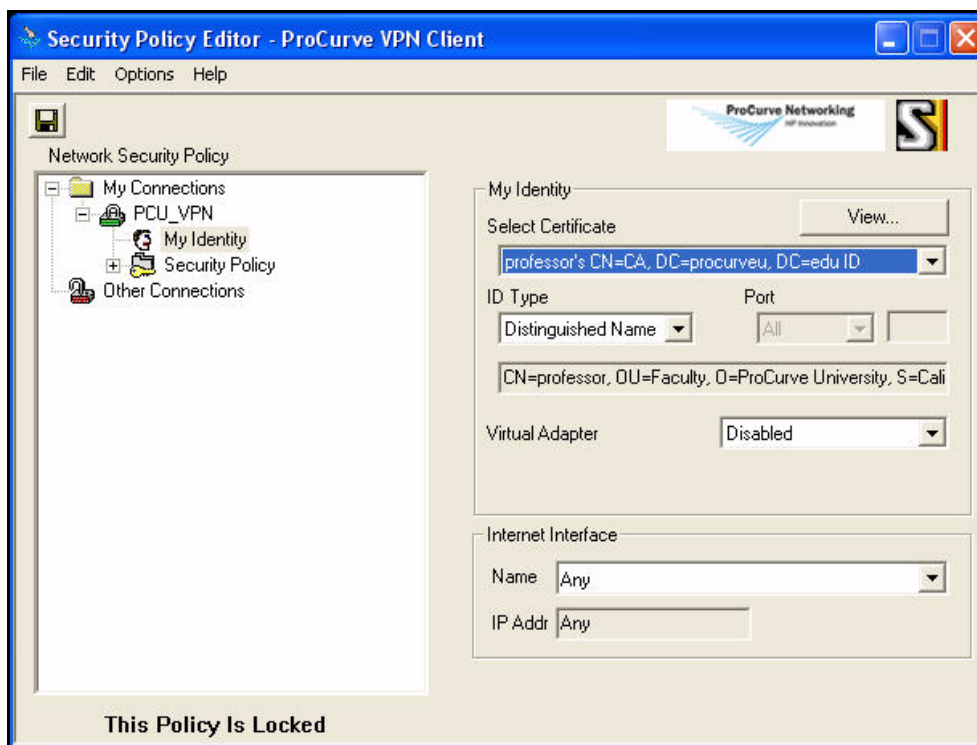 Security Policy Editor - ProCurve VPN Client
File Edit Options Help
ProCurve Networking
HP Innovation
Network Security Policy
My Connections
PCU_VPN
My Identity
Security Policy
Other Connections
My Identity
Select Certificate
View...
professor's CN=CA, DC=procurveu, DC=edu ID
ID Type
Port
Distinguished Name
All
CN=professor, OU=Faculty, O=ProCurve University, S=Cali
Virtual Adapter
Disabled
Internet Interface
Name
Any
IP Addr
Any
This Policy Is Locked